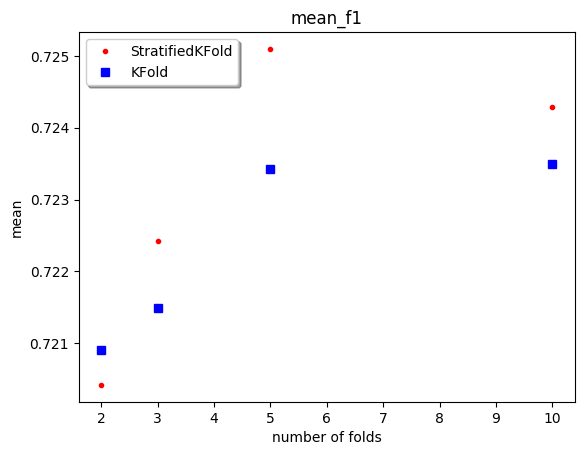 mean_f1
StratifiedKFold
KFold
0.725
0.724
0.723
0.722
0.721
mean
2 3 4 5 6 7 8 9 10
number of folds